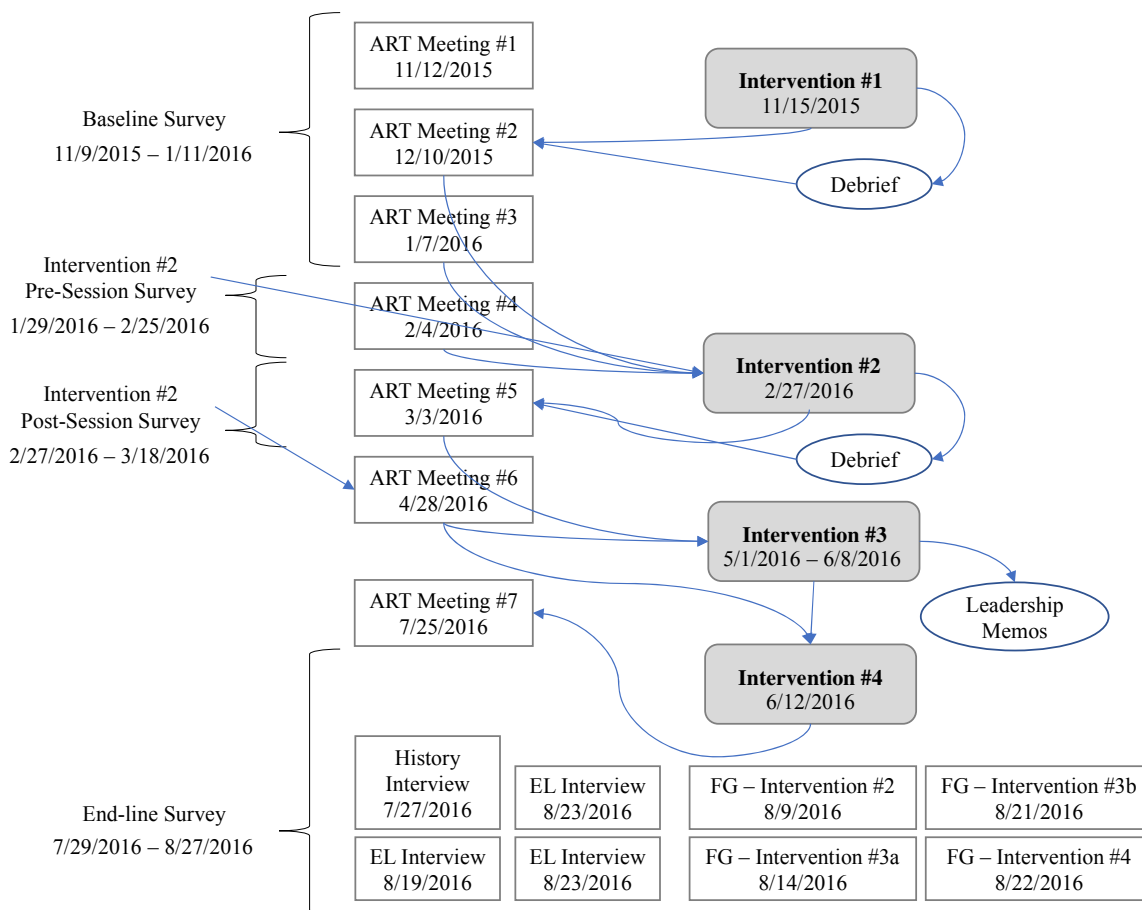 ART Meeting #1
11/12/2015
Intervention #1
11/15/2015
Baseline Survey
11/9/2015 – 1/11/2016
ART Meeting #2
12/10/2015
Debrief
ART Meeting #3
1/7/2016
Intervention #2
Pre-Session Survey
1/29/2016 – 2/25/2016
ART Meeting #4
2/4/2016
Intervention #2
2/27/2016
Intervention #2
Post-Session Survey
2/27/2016 – 3/18/2016
ART Meeting #5
3/3/2016
Debrief
ART Meeting #6
4/28/2016
Intervention #3
5/1/2016 – 6/8/2016
Leadership
Memos
ART Meeting #7
7/25/2016
Intervention #4
6/12/2016
End-line Survey
7/29/2016 – 8/27/2016
History
Interview
7/27/2016
EL Interview
8/23/2016
FG – Intervention #2
8/9/2016
FG – Intervention #3b
8/21/2016
EL Interview
8/19/2016
EL Interview
8/23/2016
FG – Intervention #3a
8/14/2016
FG – Intervention #4
8/22/2016